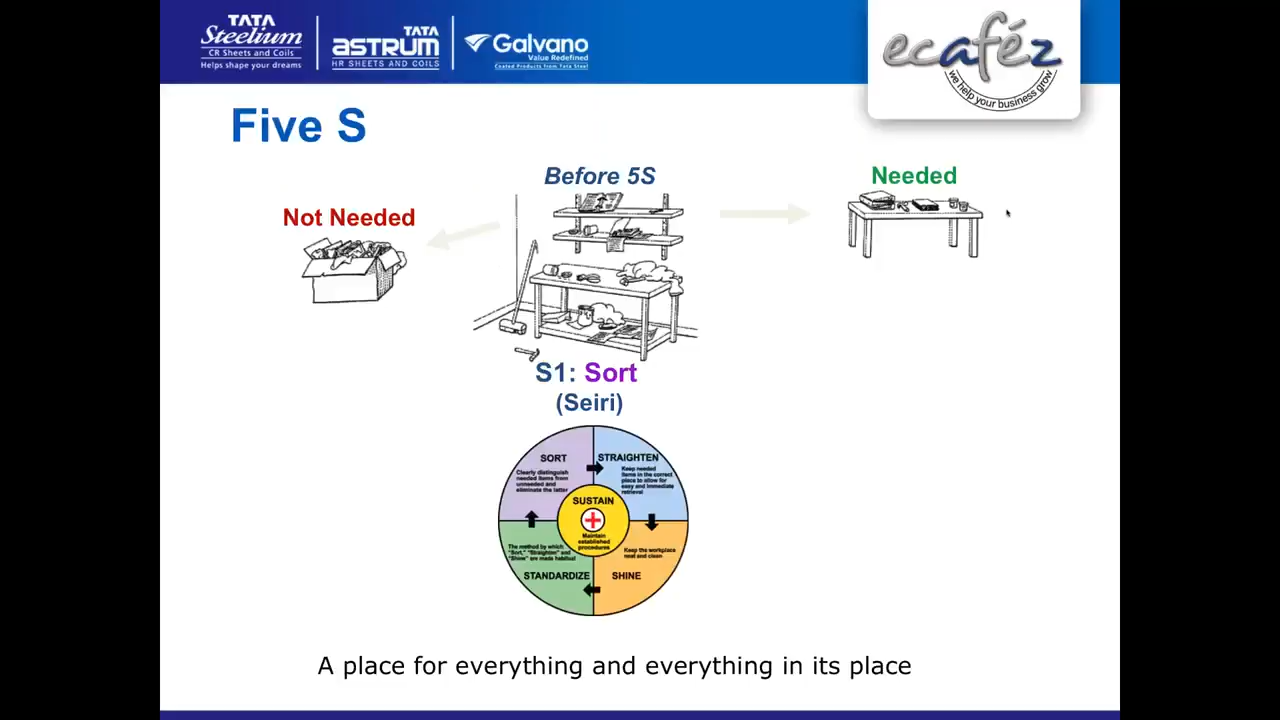 TATA
Steelium
CR Sheets and Coils
Helps shape your dreams
TATA
ASTRUM
HR SHEETS AND COILS
Galvano
Value Redefined
Coated Products from Tata Steel
ecaféz
we help your business grow
Five S
Before 5S
Needed
Not Needed
S1: Sort
(Seiri)
SORT
Clearly distinguish
needed items from
unneeded and
eliminate the latter
STRAIGHTEN
Keep needed
items in the correct
place to allow for
easy and immediate
retrieval
SUSTAIN
Maintain
established
procedures
The method by which
"Sort," "Straighten" and
"Shine" are made habitual
STANDARDIZE
Keep the workplace
neat and clean
SHINE
A place for everything and everything in its place